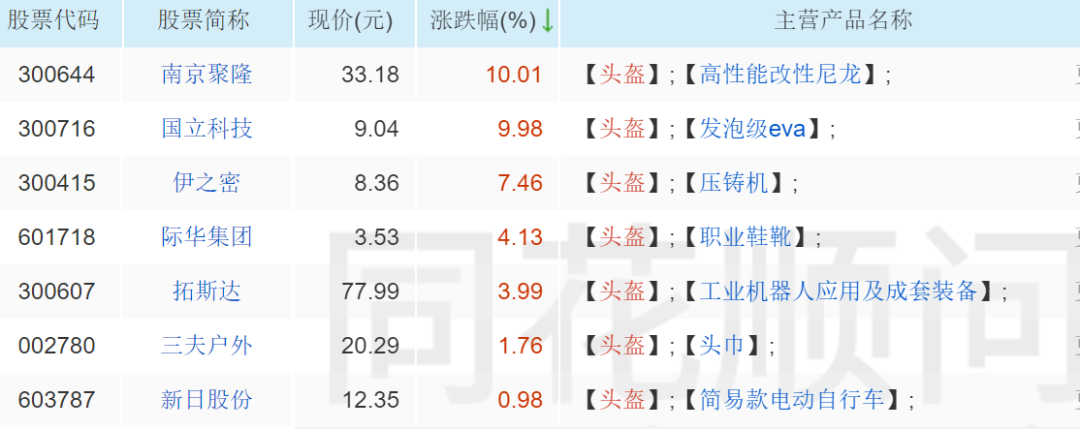 股票代码 股票简称 现价(元) 涨跌幅(%)↓ 主营产品名称
300644 南京聚隆 33.18 10.01 【头盔】;【高性能改性尼龙】;
300716 国立科技 9.04 9.98 【头盔】;【发泡级eva】;
300415 伊之密 8.36 7.46 【头盔】;【压铸机】;
601718 际华集团 3.53 4.13 【头盔】;【职业鞋靴】;
300607 拓斯达 77.99 3.99 【头盔】;【工业机器人应用及成套装备】;
002780 三夫户外 20.29 1.76 【头盔】;【头巾】;
603787 新日股份 12.35 0.98 【头盔】;【简易款电动自行车】;
同花顺问